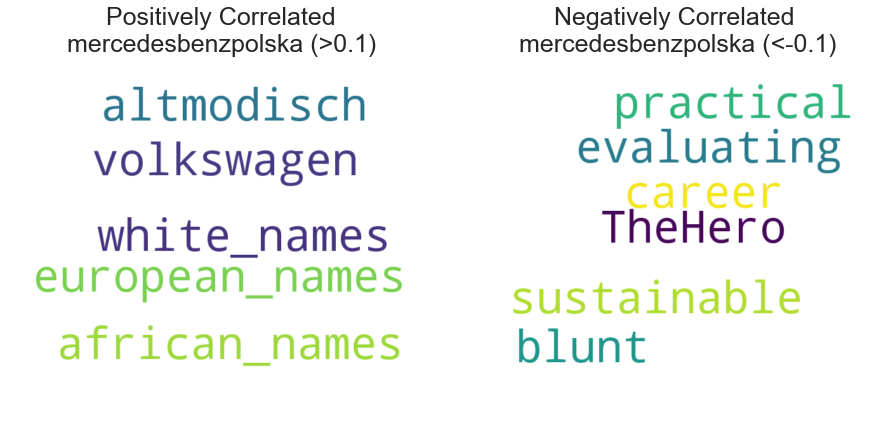 Positively Correlated
mercedesbenzpolska (>0.1)
altmodisch
volkswagen
white_names
european_names
african_names
Negatively Correlated
mercedesbenzpolska (<-0.1)
practical
evaluating
career
TheHero
sustainable
blunt